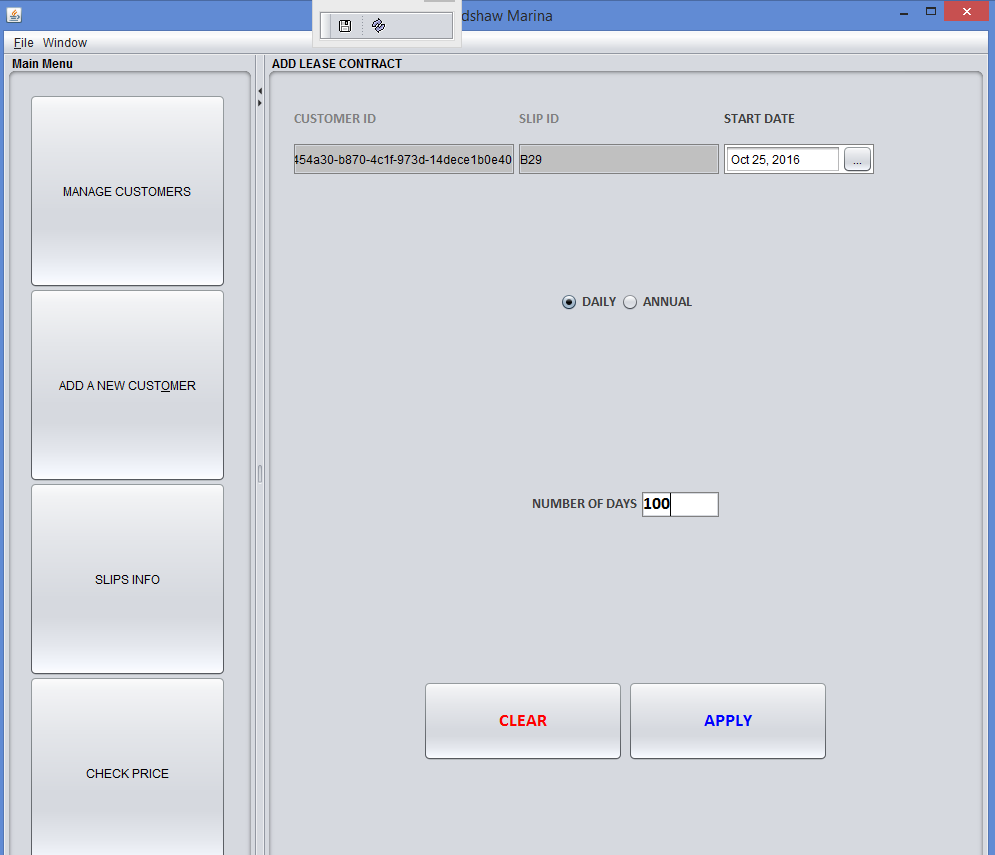 dshaw Marina
File Window
Main Menu
ADD LEASE CONTRACT
CUSTOMER ID SLIP ID START DATE
454a30-b870-4c1f-973d-14dece1b0e40 B29 Oct 25, 2016 ...
MANAGE CUSTOMERS
DAILY ANNUAL
ADD A NEW CUSTOMER
NUMBER OF DAYS 100
SLIPS INFO
CLEAR APPLY
CHECK PRICE